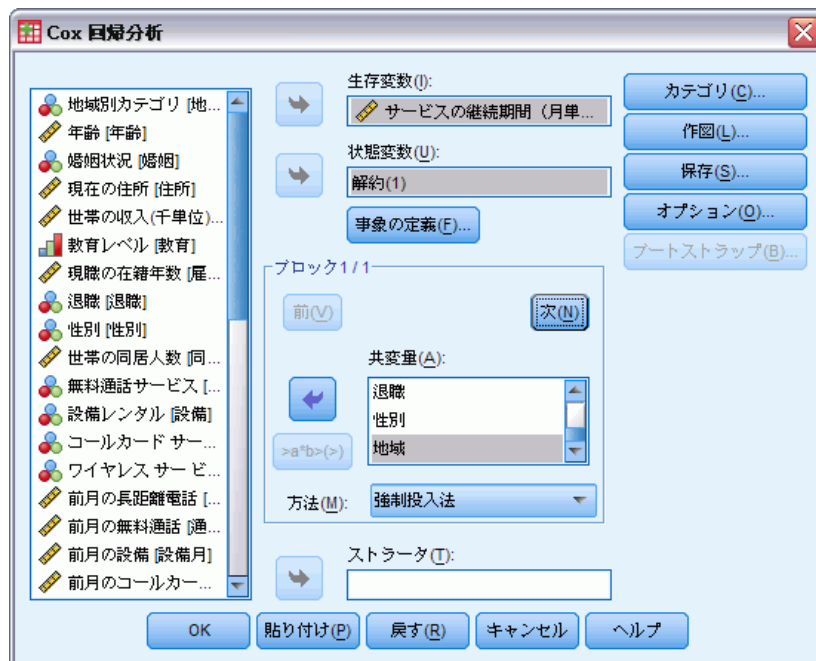 Cox 回帰分析
地域別カテゴリ [地...
年齢 [年齢]
婚姻状況 [婚姻]
現在の住所 [住所]
世帯の収入(千単位)...
教育レベル [教育]
現職の在籍年数 [雇...
退職 [退職]
性別 [性別]
世帯の同居人数 [同...
無料通話サービス [...
設備レンタル [設備]
コールカード サー...
ワイヤレス サービ...
前月の長距離電話 [...
前月の無料通話 [通...
前月の設備 [設備月]
前月のコールカー...
生存変数(I):
サービスの継続期間（月単...
状態変数(U):
解約(1)
事象の定義(F)...
ブロック1 / 1
前(V)
次(N)
共変量(A):
退職
性別
地域
>a*b>(>)
方法(M):
強制投入法
ストラータ(T):
カテゴリ(C)...
作図(L)...
保存(S)...
オプション(O)...
ブートストラップ(B)...
OK
貼り付け(P)
戻す(R)
キャンセル
ヘルプ